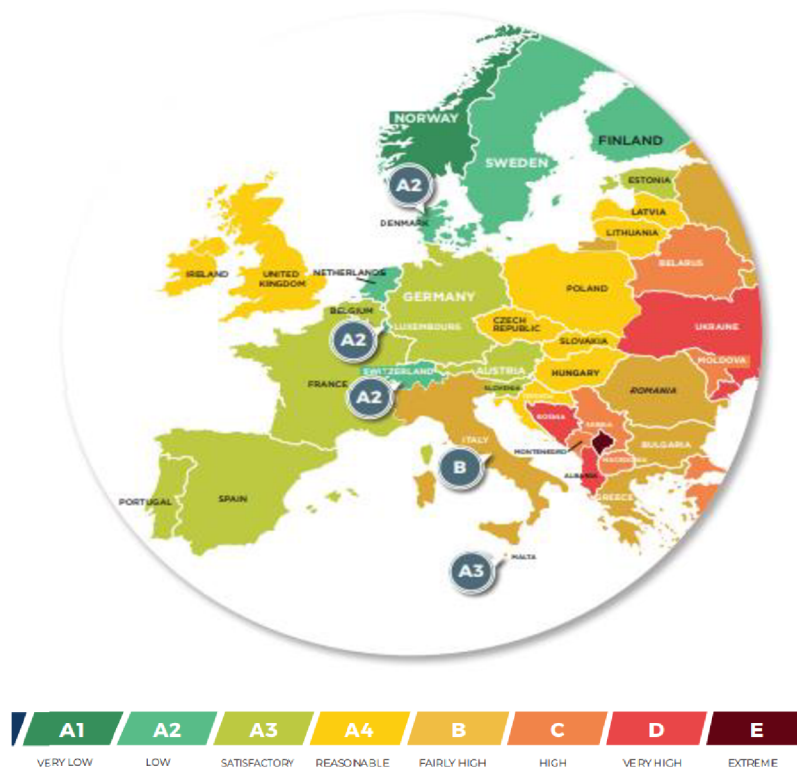 NORWAY
FINLAND
SWEDEN
A2
ESTONIA
DENMARK
LATVIA
LITHUANIA
BELARUS
IRELAND
UNITED
KINGDOM
NETHERLANDS
GERMANY
POLAND
BELGIUM
LUXEMBOURG
CZECH
REPUBLIC
UKRAINE
A2
SLOVAKIA
MOLDOVA
SWITZERLAND
AUSTRIA
HUNGARY
FRANCE
A2
SLOVENIA
ROMANIA
BOSNIA
SERBIA
ITALY
MONTENEGRO
BULGARIA
B
MACEDONIA
ALBANIA
PORTUGAL
SPAIN
GREECE
MALTA
A3
A1 A2 A3 A4 B C D E
VERY LOW LOW SATISFACTORY REASONABLE FAIRLY HIGH HIGH VERY HIGH EXTREME